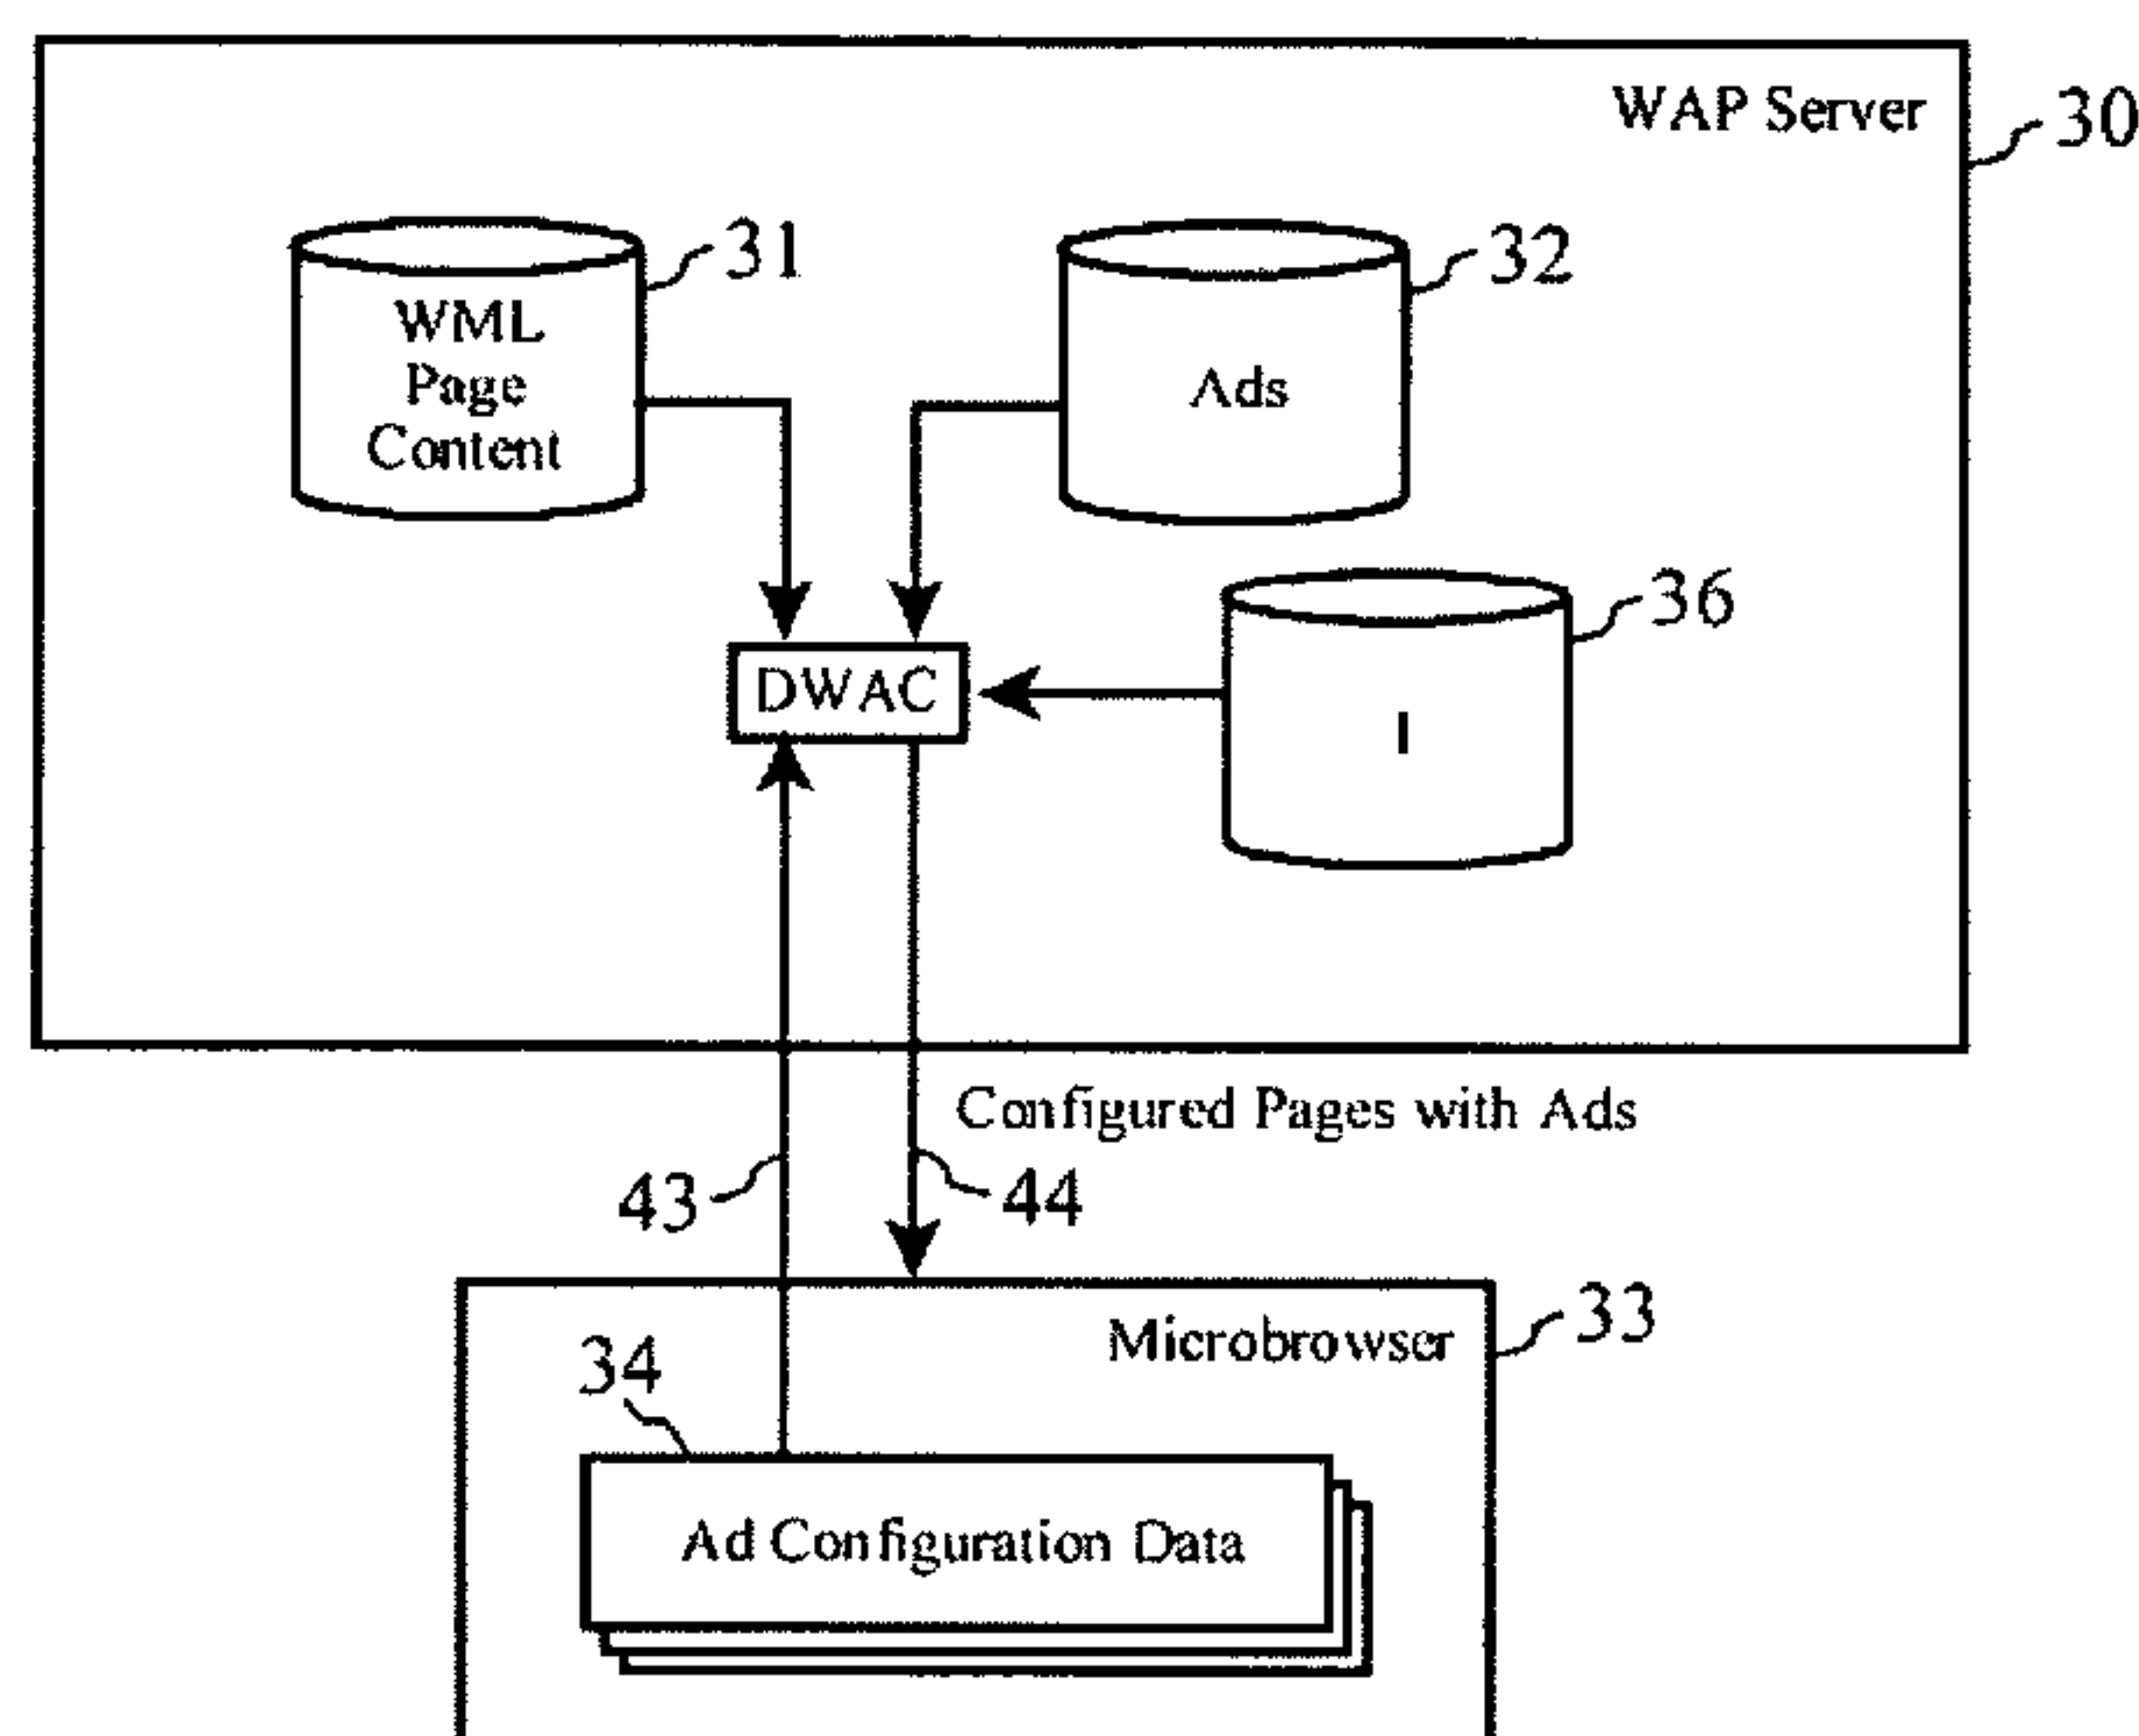 WAP Server
30
31
WML
Page
Content
32
Ads
36
DWAC
I
Configured Pages with Ads
43
44
Microbrowser
33
34
Ad Configuration Data